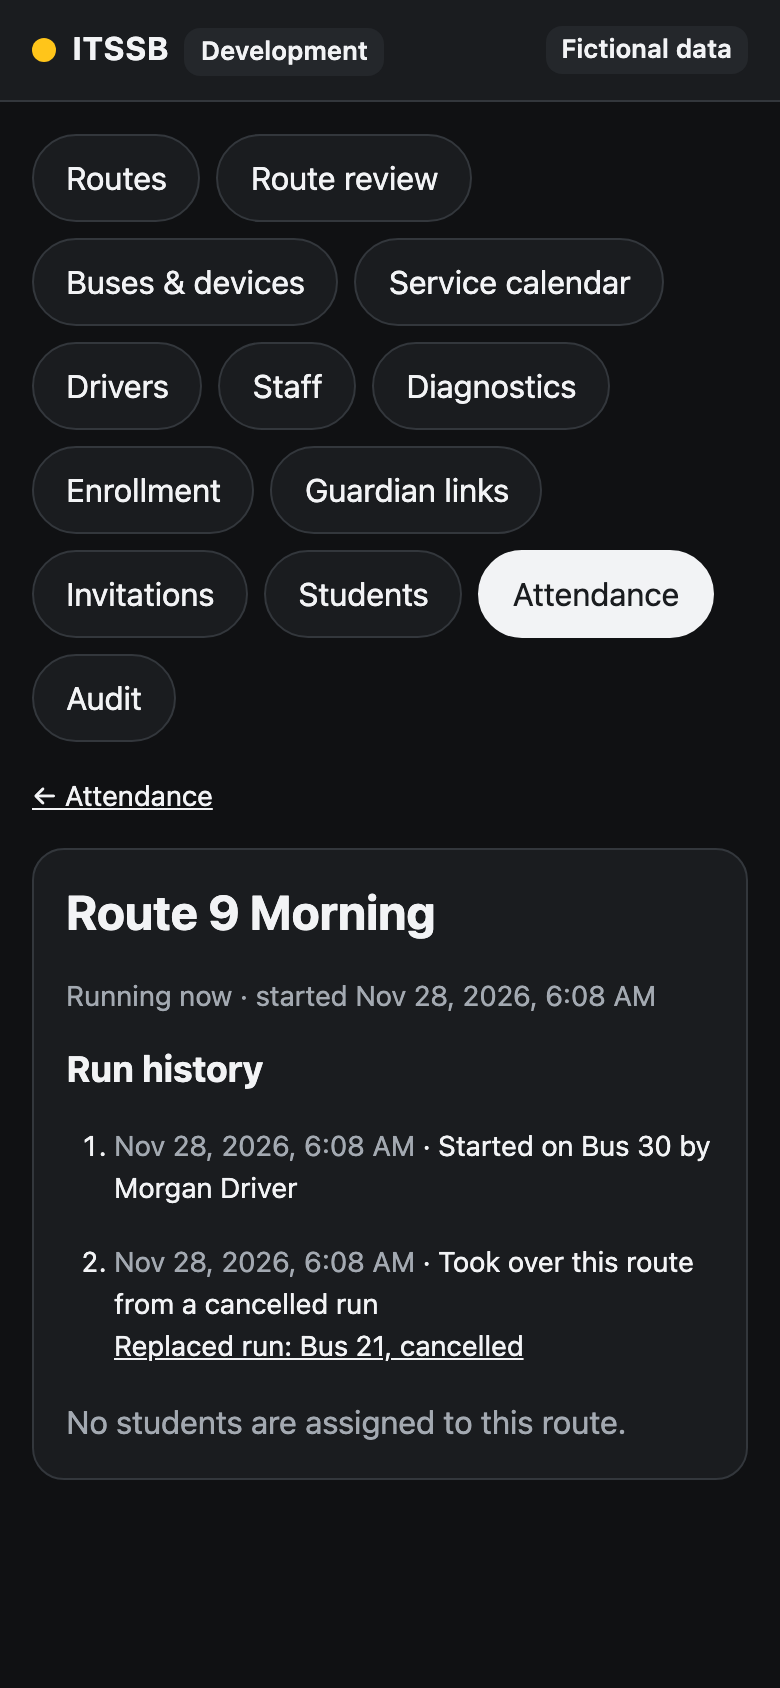 ITSSB Development Fictional data
Routes Route review
Buses & devices Service calendar
Drivers Staff Diagnostics
Enrollment Guardian links
Invitations Students Attendance
Audit
← Attendance
Route 9 Morning
Running now · started Nov 28, 2026, 6:08 AM
Run history
1. Nov 28, 2026, 6:08 AM · Started on Bus 30 by
Morgan Driver
2. Nov 28, 2026, 6:08 AM · Took over this route
from a cancelled run
Replaced run: Bus 21, cancelled
No students are assigned to this route.